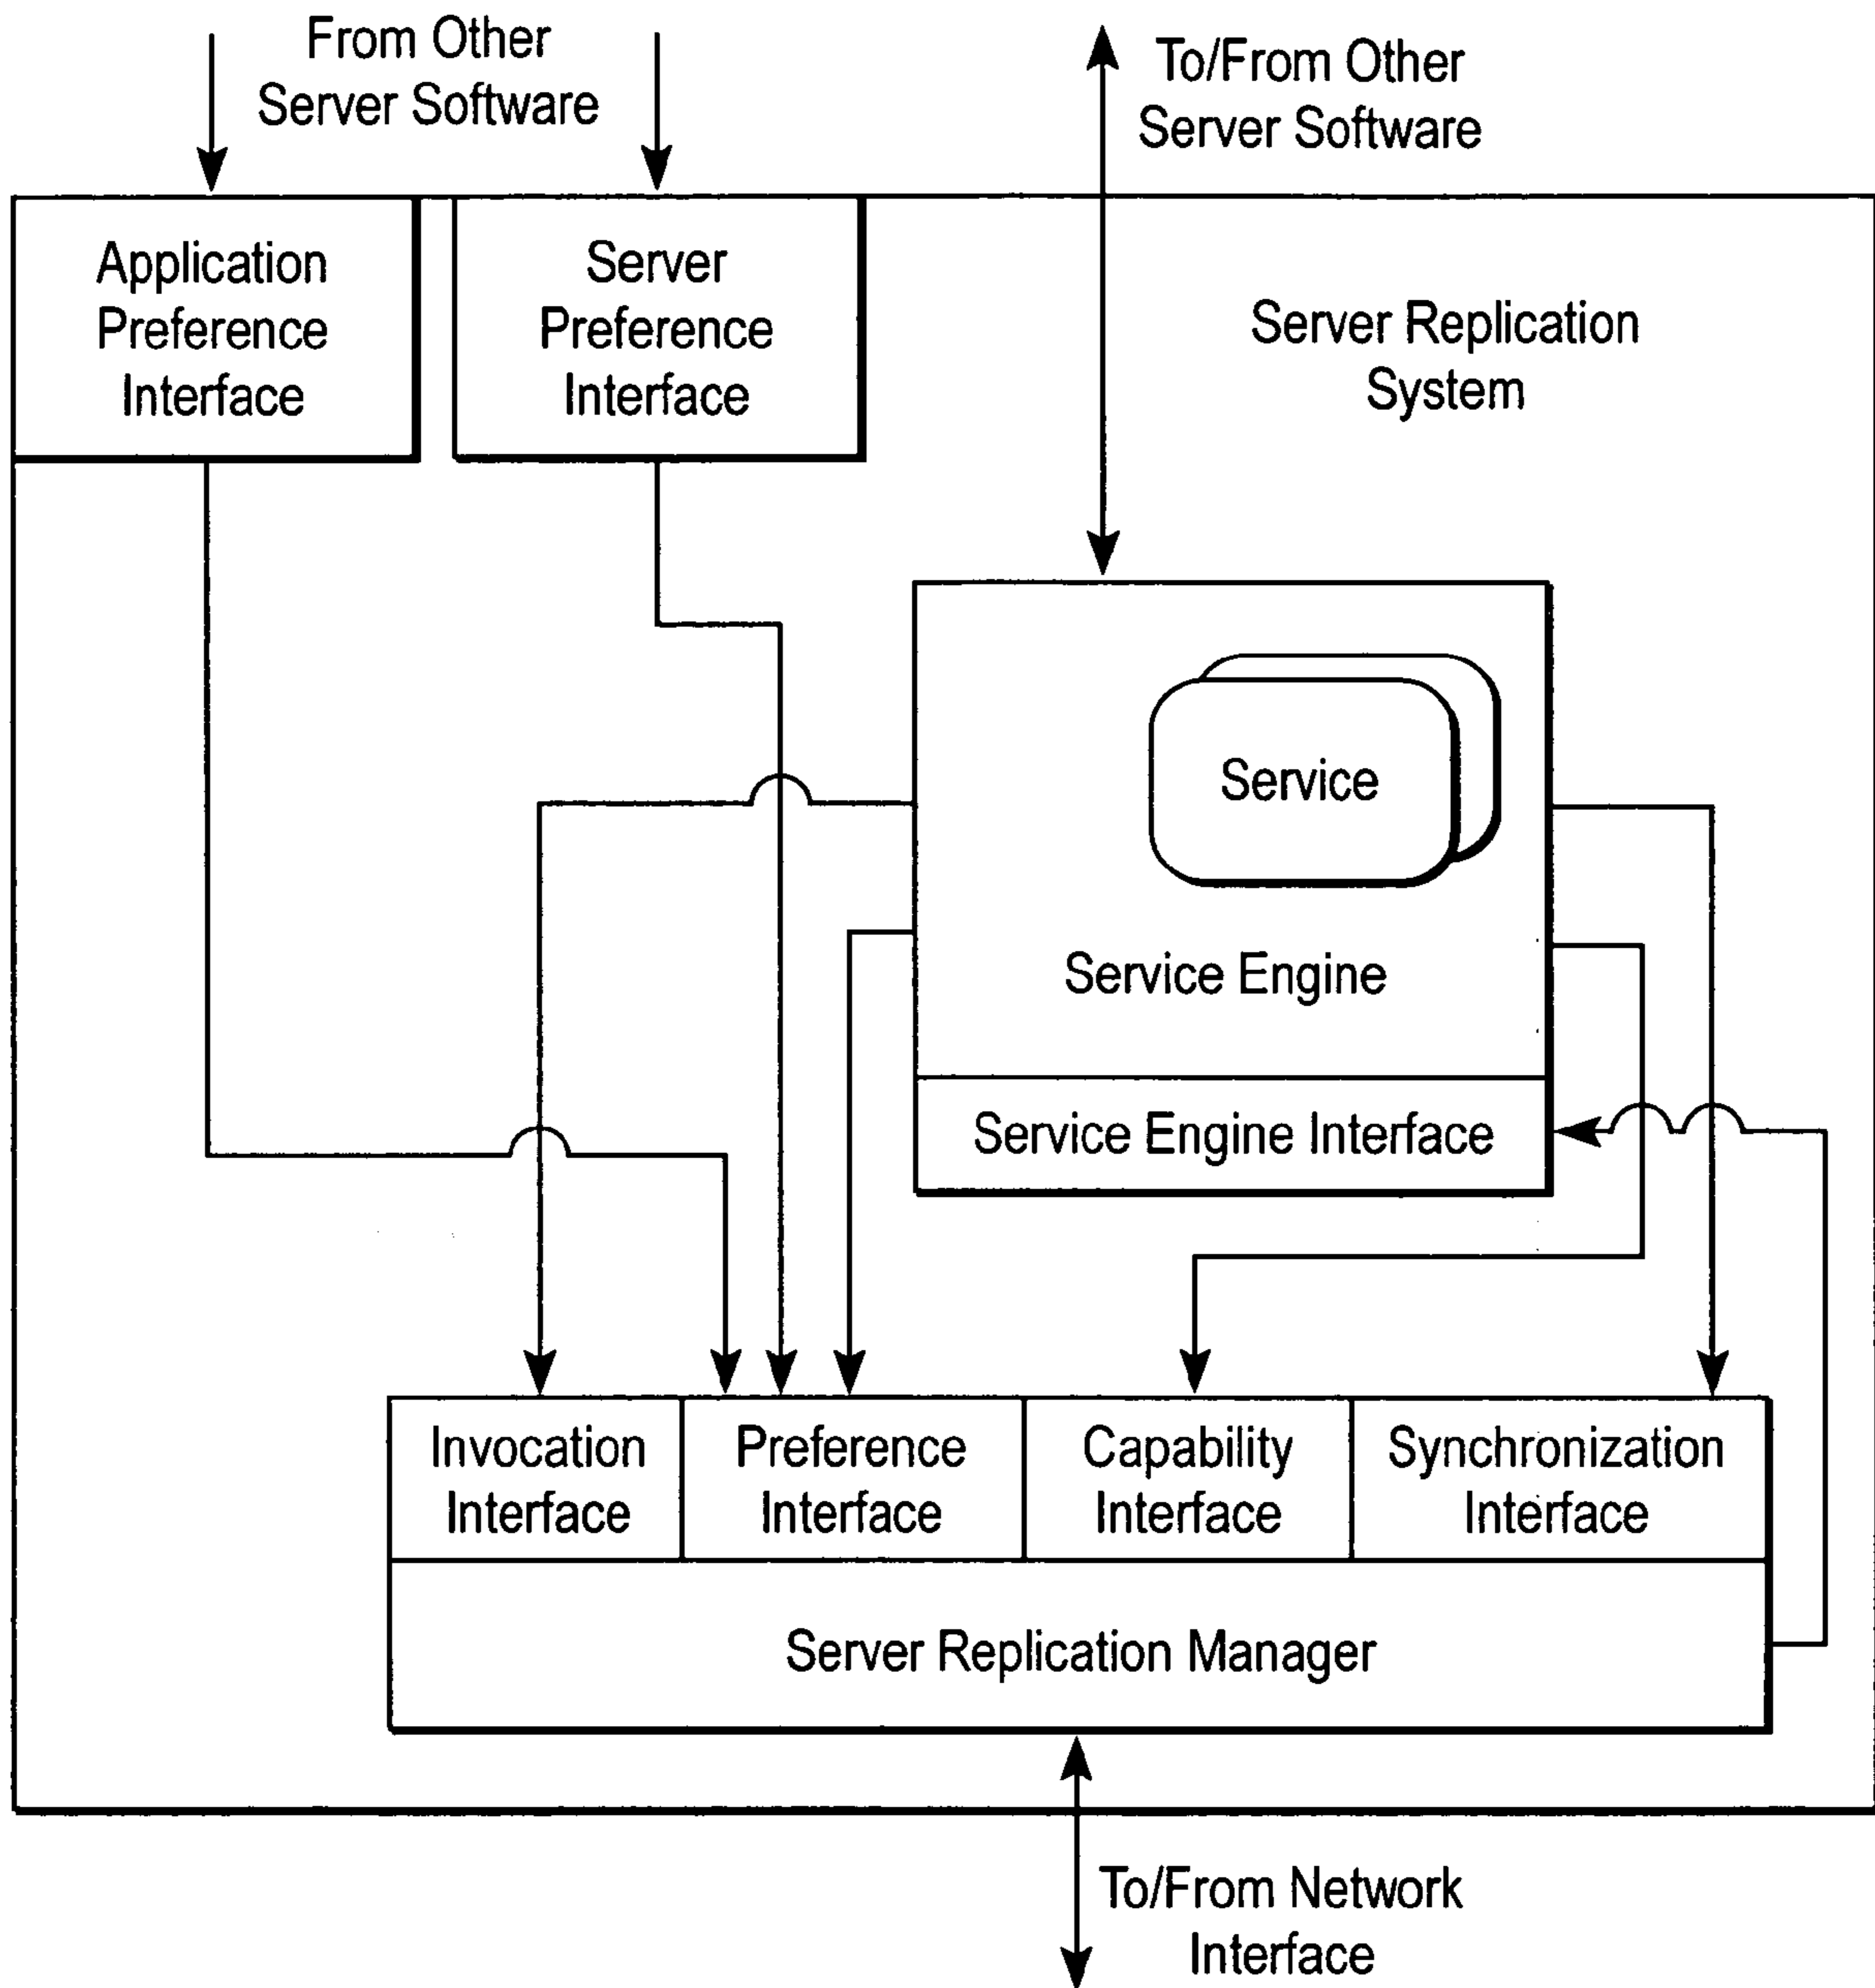 From Other
Server Software
To/From Other
Server Software
Application
Preference
Interface
Server
Preference
Interface
Server Replication
System
Service
Service Engine
Service Engine Interface
Invocation
Interface
Preference
Interface
Capability
Interface
Synchronization
Interface
Server Replication Manager
To/From Network
Interface